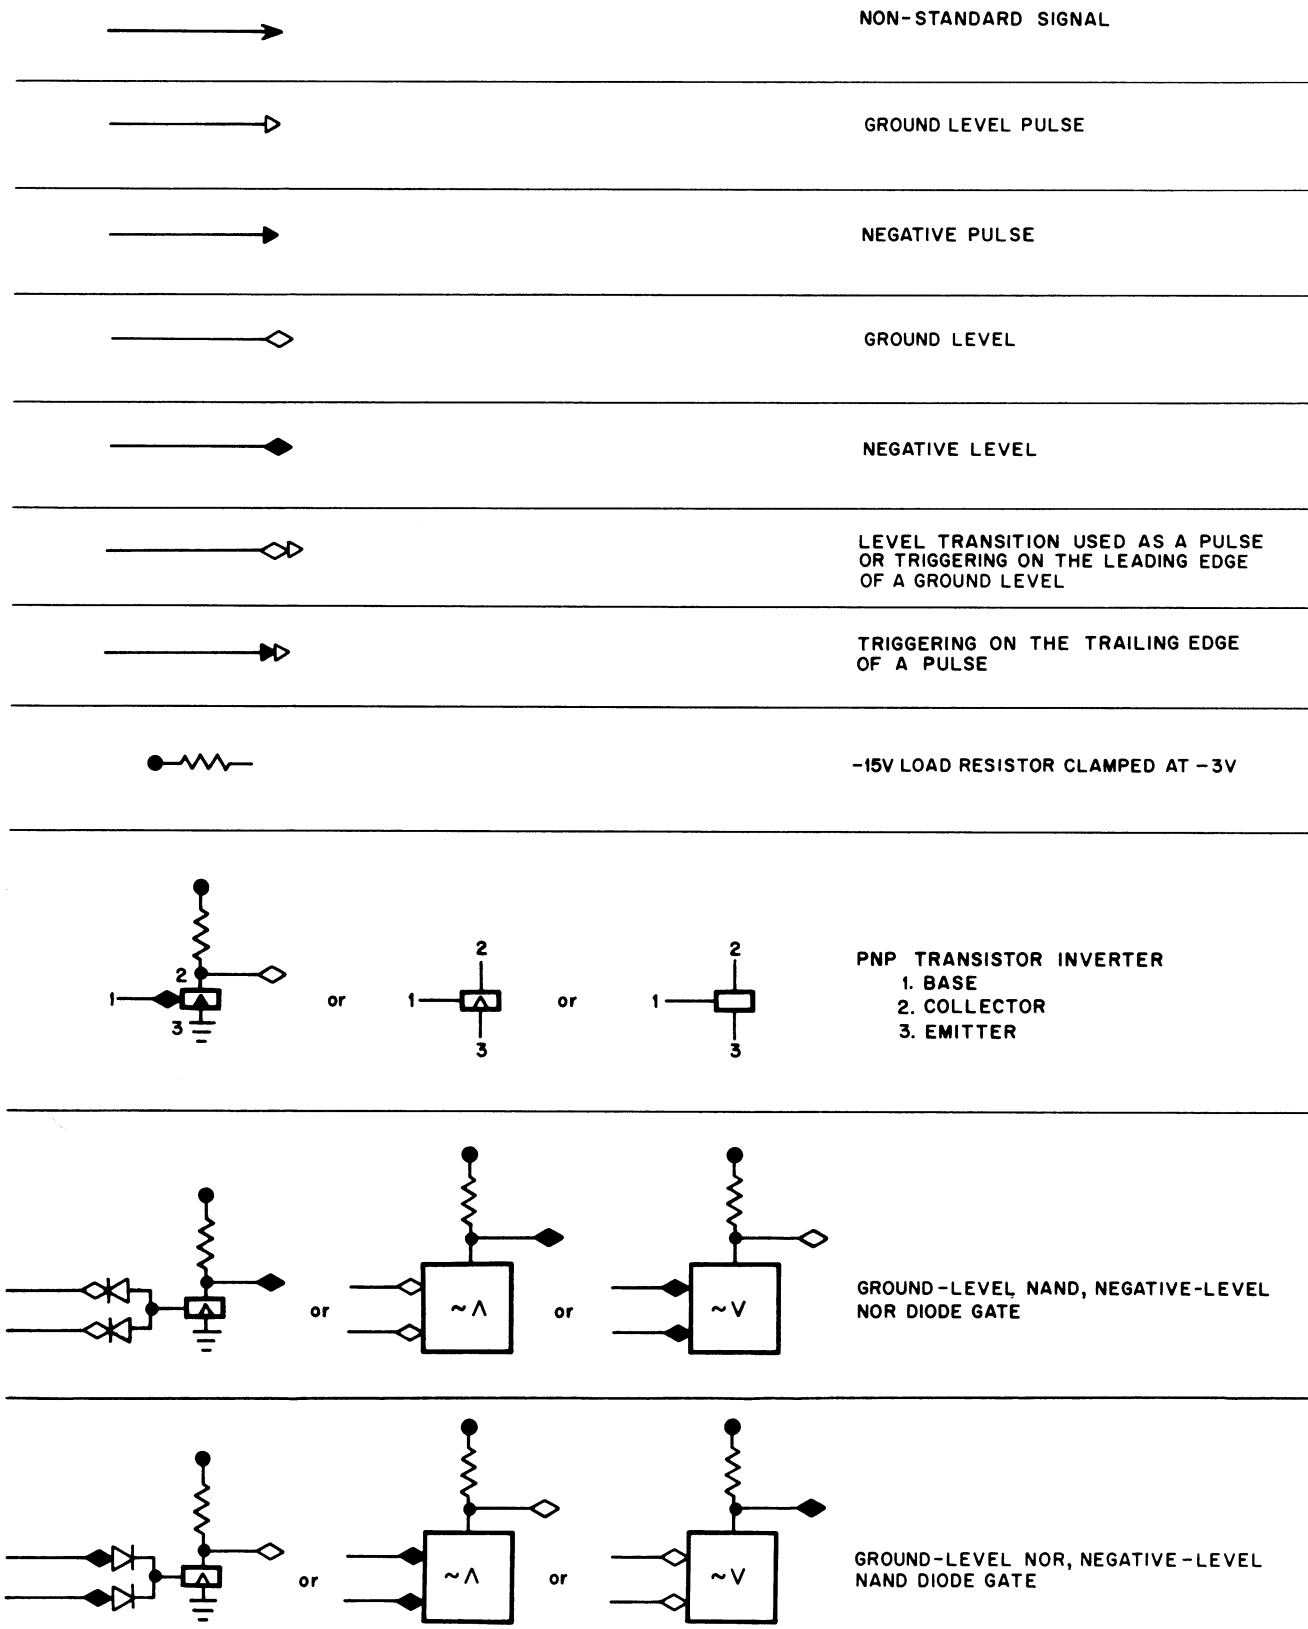 NON-STANDARD SIGNAL
GROUND LEVEL PULSE
NEGATIVE PULSE
GROUND LEVEL
NEGATIVE LEVEL
LEVEL TRANSITION USED AS A PULSE
OR TRIGGERING ON THE LEADING EDGE
OF A GROUND LEVEL
TRIGGERING ON THE TRAILING EDGE
OF A PULSE
-15V LOAD RESISTOR CLAMPED AT -3V
2
1
3
or
2
1
3
or
2
1
3
PNP TRANSISTOR INVERTER
1. BASE
2. COLLECTOR
3. EMITTER
or
~ Λ
or
~ V
GROUND-LEVEL NAND, NEGATIVE-LEVEL
NOR DIODE GATE
or
~ Λ
or
~ V
GROUND-LEVEL NOR, NEGATIVE-LEVEL
NAND DIODE GATE